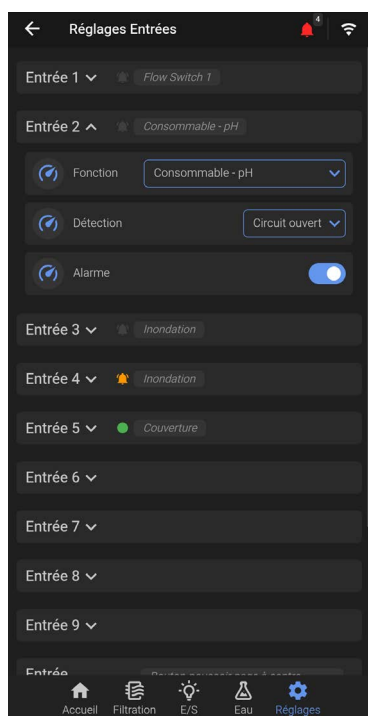 Réglages Entrées 4
Entrée 1 Flow Switch 1
Entrée 2 Consommable - pH
Fonction Consommable - pH
Détection Circuit ouvert
Alarme
Entrée 3 Inondation
Entrée 4 Inondation
Entrée 5 Couverture
Entrée 6
Entrée 7
Entrée 8
Entrée 9
Entrée
Accueil Filtration E/S Eau Réglages